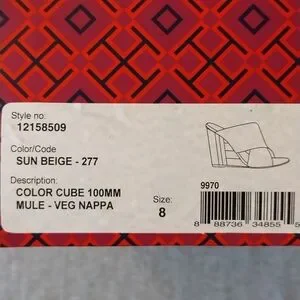 Style no:
12158509
Color/Code
SUN BEIGE - 277
Description:
COLOR CUBE 100MM
MULE - VEG NAPPA
Size:
8
9970
8 88736 34855 5